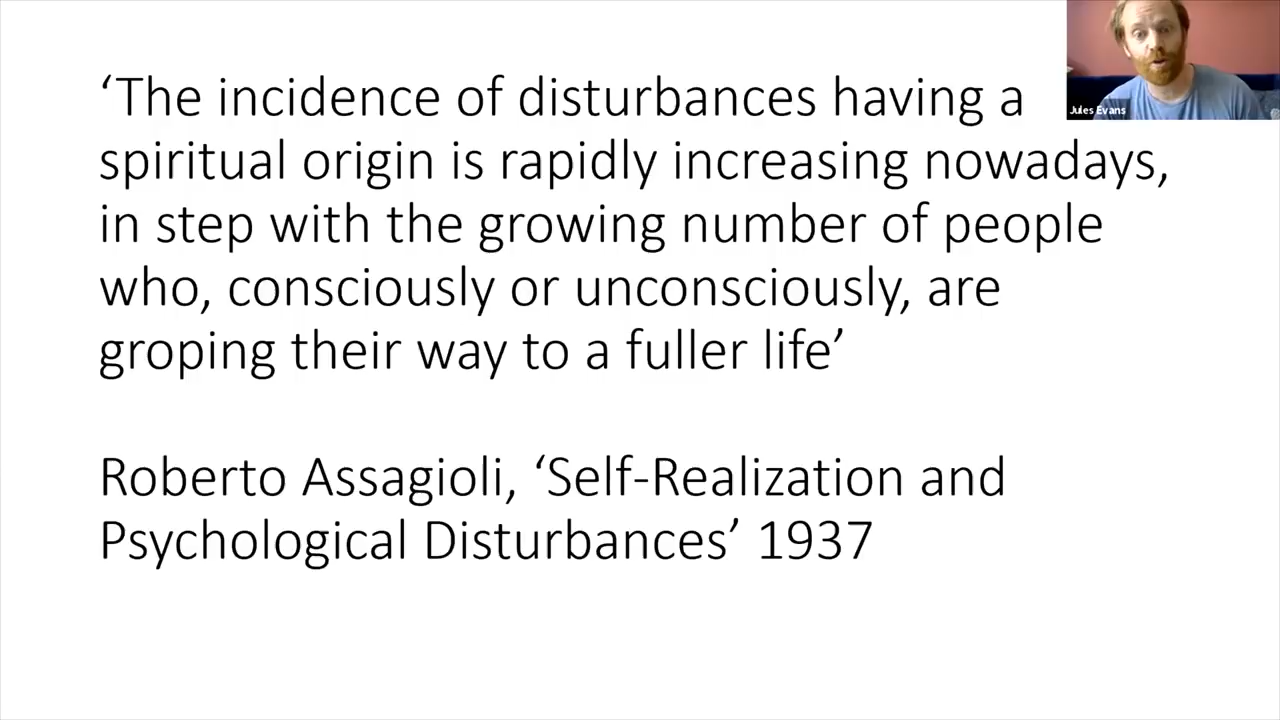 ‘The incidence of disturbances having a
spiritual origin is rapidly increasing nowadays,
in step with the growing number of people
who, consciously or unconsciously, are
groping their way to a fuller life’
Roberto Assagioli, ‘Self-Realization and
Psychological Disturbances’ 1937
Jules Evans